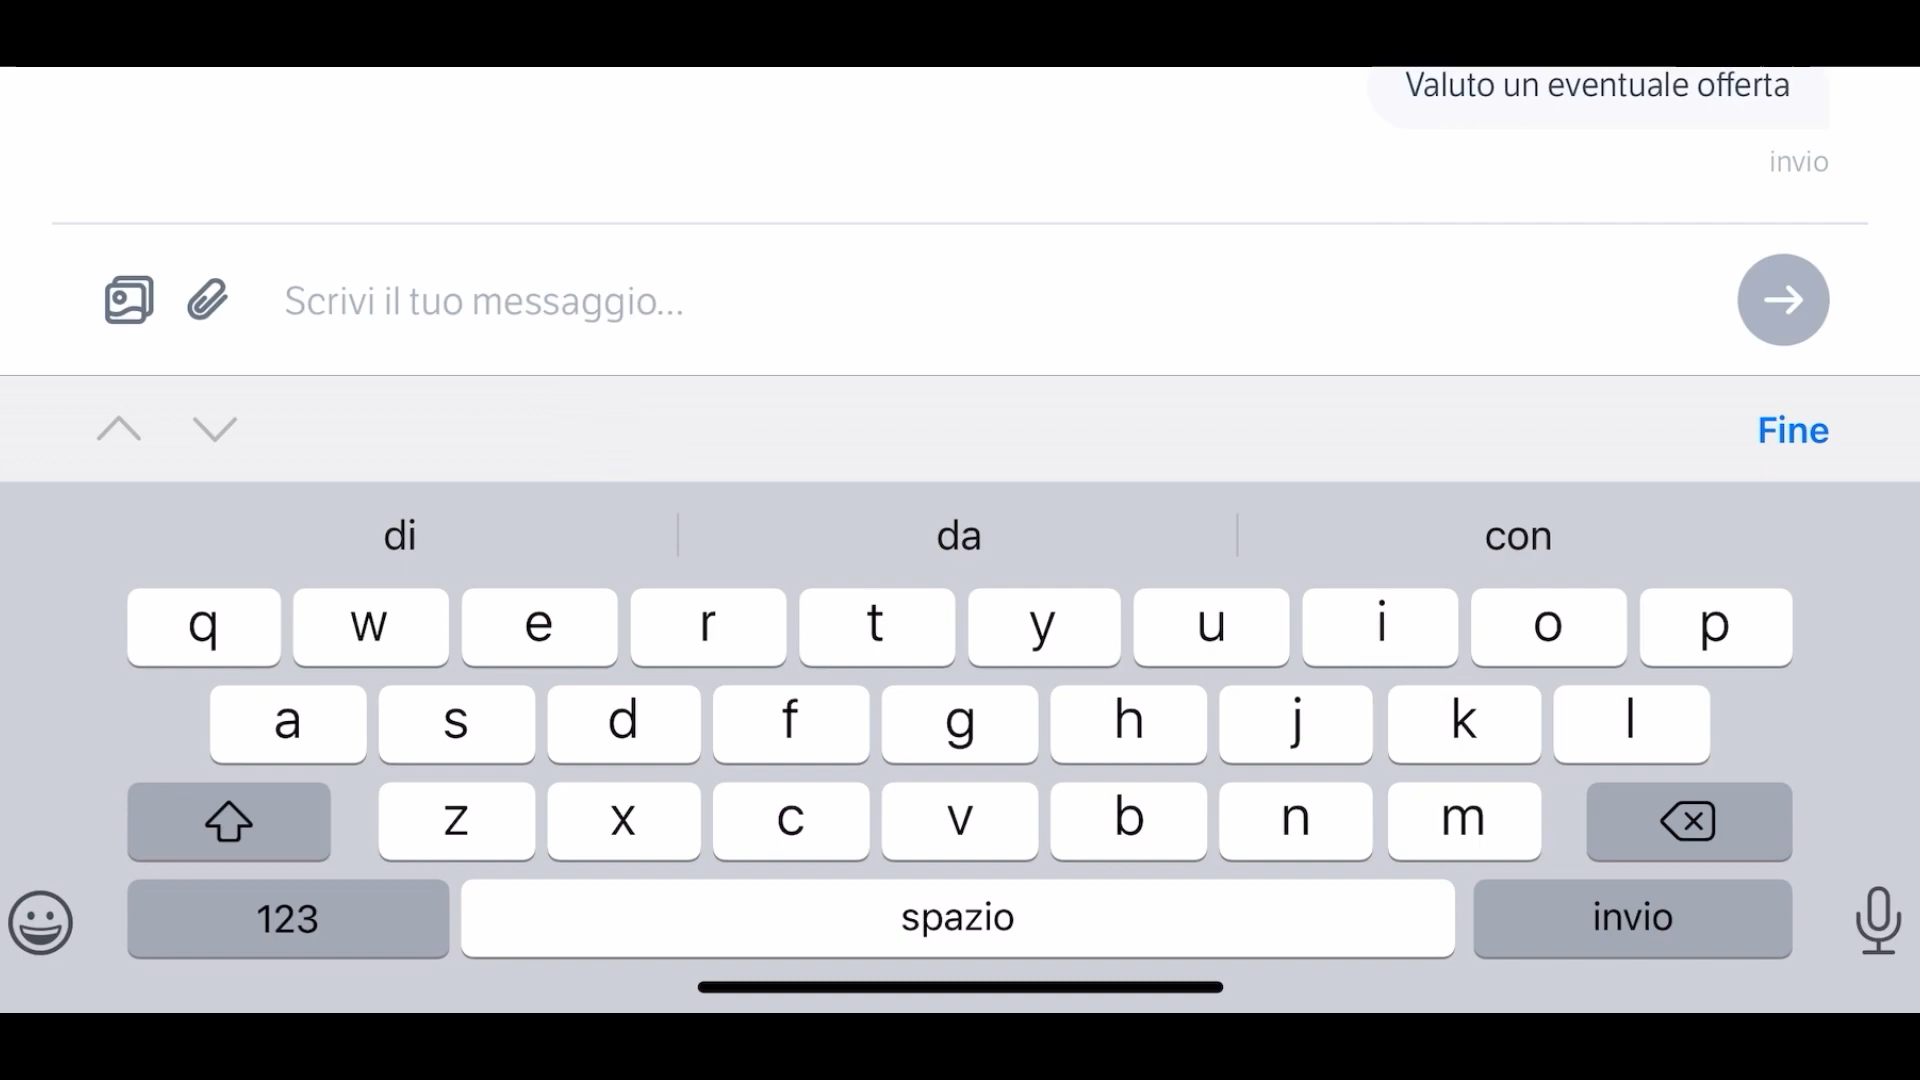 Valuto un eventuale offerta
invio
Scrivi il tuo messaggio...
Fine
di da con
q w e r t y u i o p
a s d f g h j k l
z x c v b n m
123 spazio invio